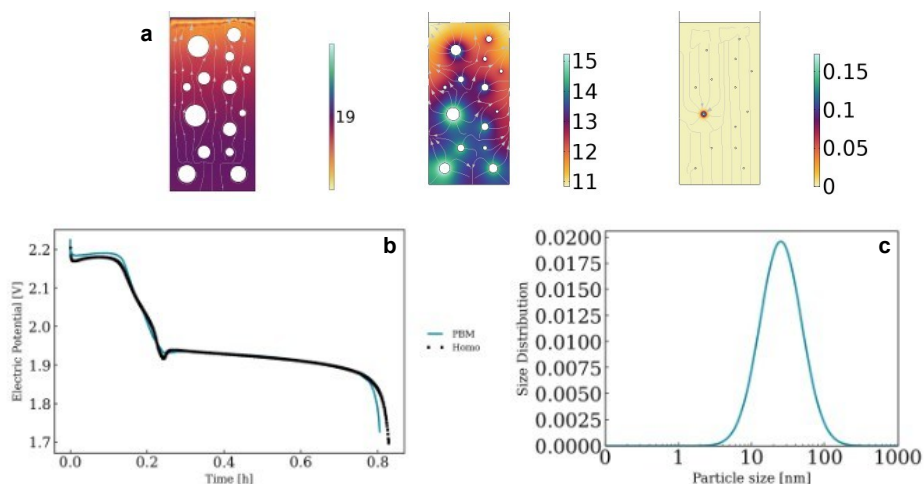 a
19
15
14
13
12
11
0.15
0.1
0.05
0
b
2.2
2.1
2.0
1.9
1.8
1.7
Electric Potential [V]
0.0 0.2 0.4 0.6 0.8
Time [h]
PBM
Homo
c
0.0200
0.0175
0.0150
0.0125
0.0100
0.0075
0.0050
0.0025
0.0000
Size Distribution
0 1 10 100 1000
Particle size [nm]